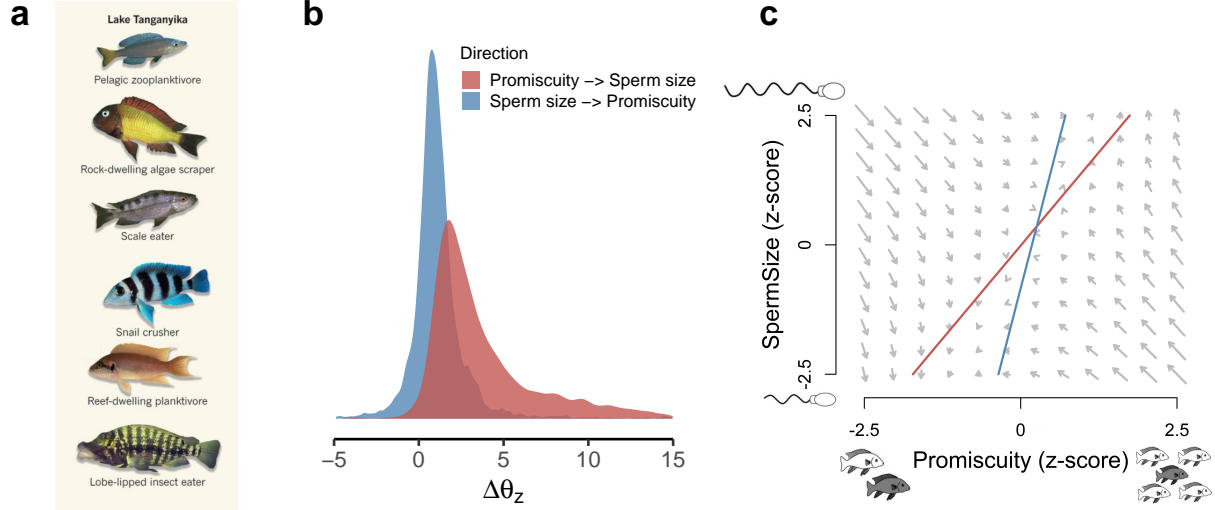 a
Lake Tanganyika
Pelagic zooplanktivore
Rock-dwelling algae scraper
Scale eater
Snail crusher
Reef-dwelling planktivore
Lobe-lipped insect eater
b
Direction
Promiscuity −> Sperm size
Sperm size −> Promiscuity
−5 0 5 10 15
Δθz
c
SpermSize (z-score)
2.5
0
-2.5
-2.5 0 2.5
Promiscuity (z-score)